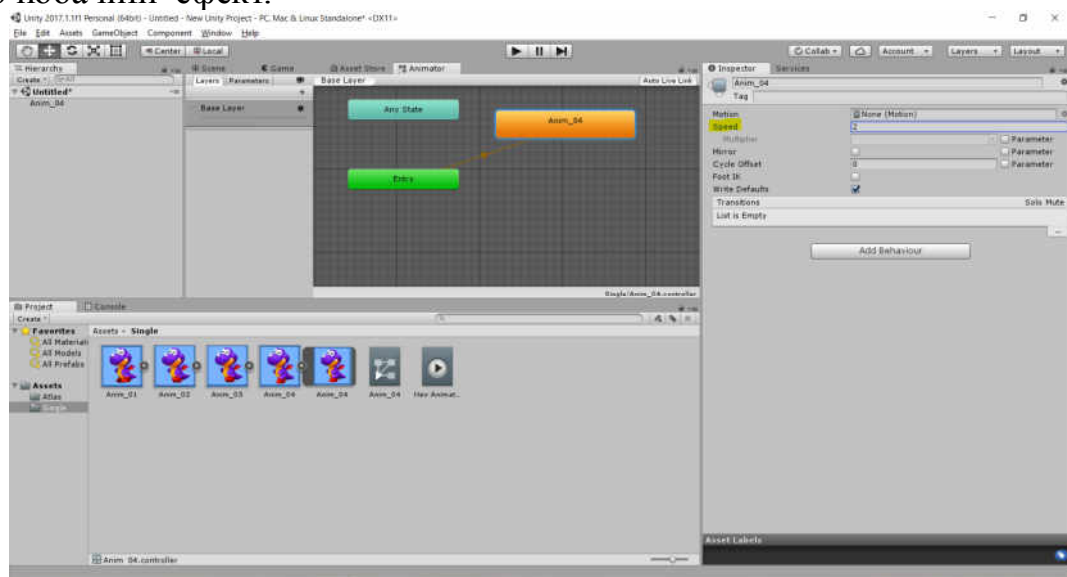 ефект.
Unity 2017.1.1f1 Personal (64bit) - Untitled - New Unity Project - PC, Mac & Linux Standalone* <DX11>
File Edit Assets GameObject Component Window Help
Center Local Collab Account Layers Layout
Hierarchy Scene Game Asset Store Animator Inspector Services
Create Layers Parameters Base Layer Auto Live Link Anim_04
Untitled* Tag
Anim_04 Base Layer Any State Anim_04
Motion None (Motion)
Speed 2
Multiplier Parameter
Mirror Parameter
Cycle Offset 0 Parameter
Entry Foot IK
Write Defaults
Transitions Solo Mute
List is Empty
Add Behaviour
Single/Anim_04.controller
Project Console
Create
Favorites Assets Single
All Materials
All Models
All Prefabs
Assets Anim_01 Anim_02 Anim_03 Anim_04 Anim_04 Anim_04 New Animat...
Atlas
Single
Asset Labels
Anim_04.controller